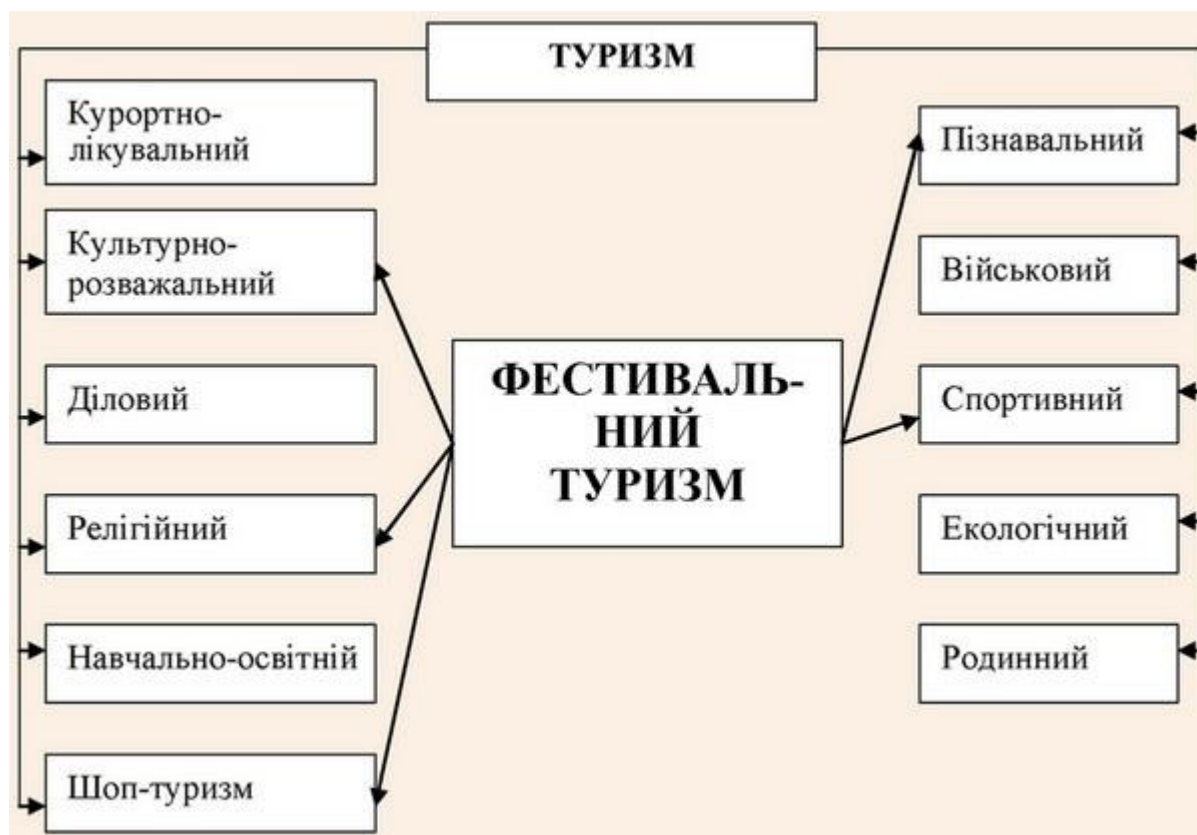 ТУРИЗМ
Курортно-
лікувальний
Культурно-
розважальний
Діловий
Релігійний
Навчально-освітній
Шоп-туризм
ФЕСТИВАЛЬ-
НИЙ
ТУРИЗМ
Пізнавальний
Військовий
Спортивний
Екологічний
Родинний